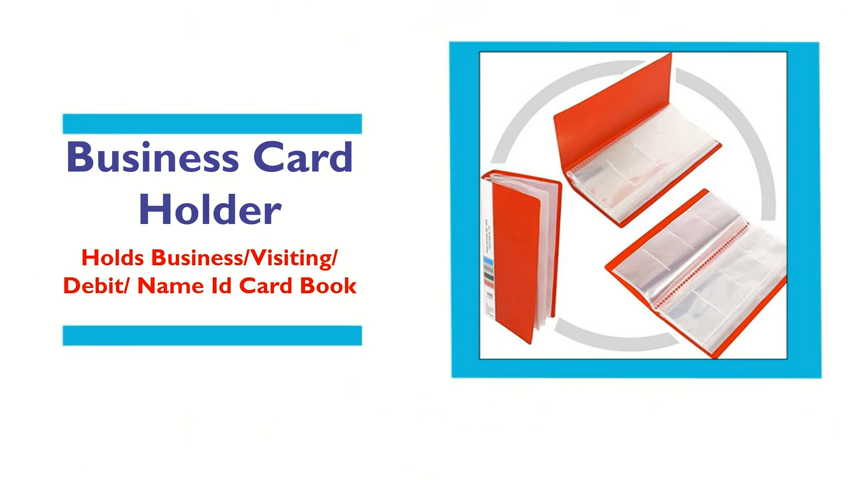 Business Card
Holder
Holds Business/Visiting/
Debit/ Name Id Card Book